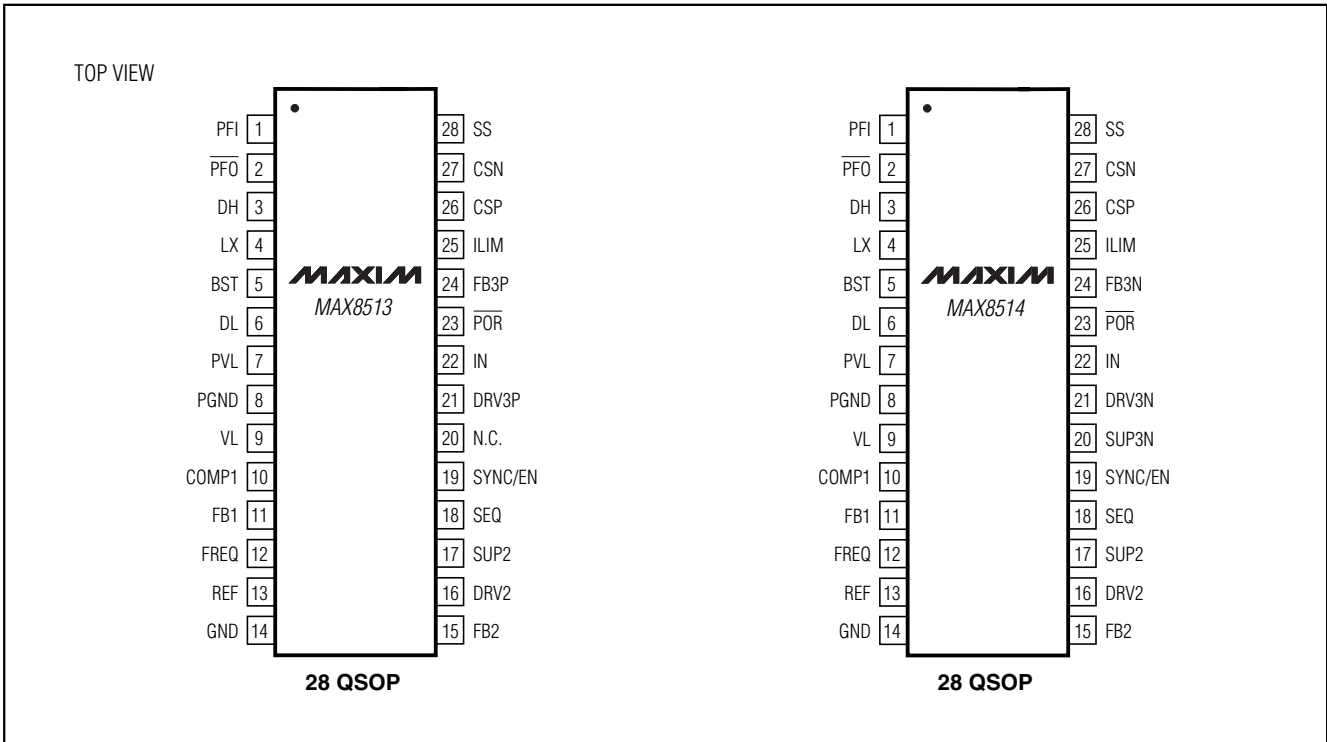 TOP VIEW
PFI 1
PFO 2
DH 3
LX 4
BST 5
DL 6
PVL 7
PGND 8
VL 9
COMP1 10
FB1 11
FREQ 12
REF 13
GND 14
MAXIM
MAX8513
28 SS
27 CSN
26 CSP
25 ILIM
24 FB3P
23 POR
22 IN
21 DRV3P
20 N.C.
19 SYNC/EN
18 SEQ
17 SUP2
16 DRV2
15 FB2
28 QSOP
PFI 1
PFO 2
DH 3
LX 4
BST 5
DL 6
PVL 7
PGND 8
VL 9
COMP1 10
FB1 11
FREQ 12
REF 13
GND 14
MAXIM
MAX8514
28 SS
27 CSN
26 CSP
25 ILIM
24 FB3N
23 POR
22 IN
21 DRV3N
20 SUP3N
19 SYNC/EN
18 SEQ
17 SUP2
16 DRV2
15 FB2
28 QSOP